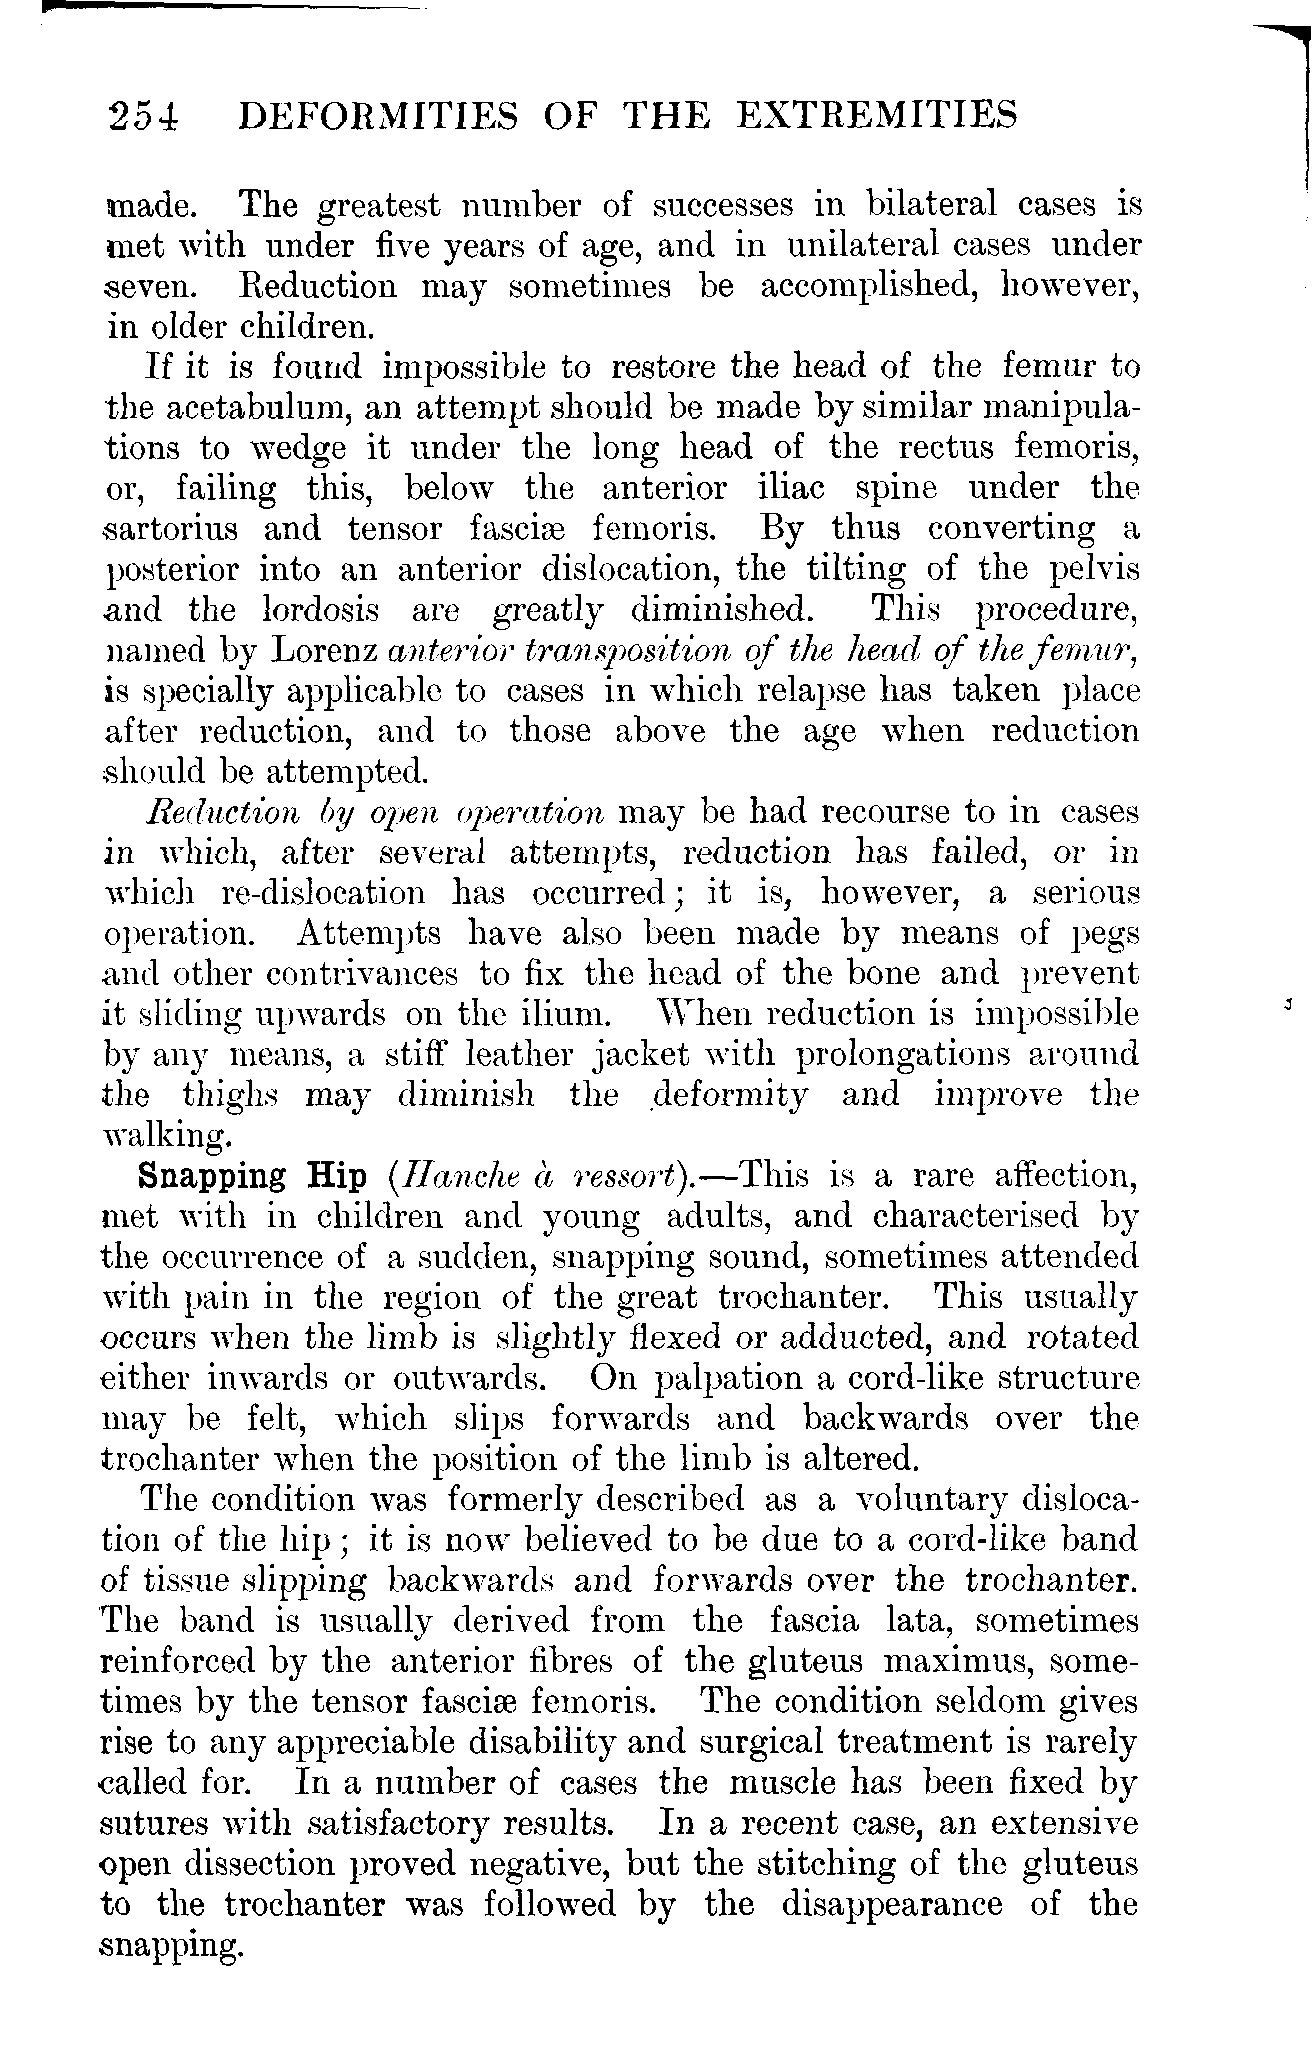 254 DEFORMITIES OF THE EXTREMITIES
made. The greatest number of successes in bilateral cases is
met with under five years of age, and in unilateral cases under
seven. Reduction may sometimes be accomplished, however,
in older children.
If it is found impossible to restore the head of the femur to
the acetabulum, an attempt should be made by similar manipula-
tions to wedge it under the long head of the rectus femoris,
or, failing this, below the anterior iliac spine under the
sartorius and tensor fasciæ femoris. By thus converting a
posterior into an anterior dislocation, the tilting of the pelvis
and the lordosis are greatly diminished. This procedure,
named by Lorenz anterior transposition of the head of the femur,
is specially applicable to cases in which relapse has taken place
after reduction, and to those above the age when reduction
should be attempted.
Reduction by open operation may be had recourse to in cases
in which, after several attempts, reduction has failed, or in
which re-dislocation has occurred; it is, however, a serious
operation. Attempts have also been made by means of pegs
and other contrivances to fix the head of the bone and prevent
it sliding upwards on the ilium. When reduction is impossible
by any means, a stiff leather jacket with prolongations around
the thighs may diminish the deformity and improve the
walking.
Snapping Hip (Hanche à ressort).—This is a rare affection,
met with in children and young adults, and characterised by
the occurrence of a sudden, snapping sound, sometimes attended
with pain in the region of the great trochanter. This usually
occurs when the limb is slightly flexed or adducted, and rotated
either inwards or outwards. On palpation a cord-like structure
may be felt, which slips forwards and backwards over the
trochanter when the position of the limb is altered.
The condition was formerly described as a voluntary disloca-
tion of the hip; it is now believed to be due to a cord-like band
of tissue slipping backwards and forwards over the trochanter.
The band is usually derived from the fascia lata, sometimes
reinforced by the anterior fibres of the gluteus maximus, some-
times by the tensor fasciæ femoris. The condition seldom gives
rise to any appreciable disability and surgical treatment is rarely
called for. In a number of cases the muscle has been fixed by
sutures with satisfactory results. In a recent case, an extensive
open dissection proved negative, but the stitching of the gluteus
to the trochanter was followed by the disappearance of the
snapping.